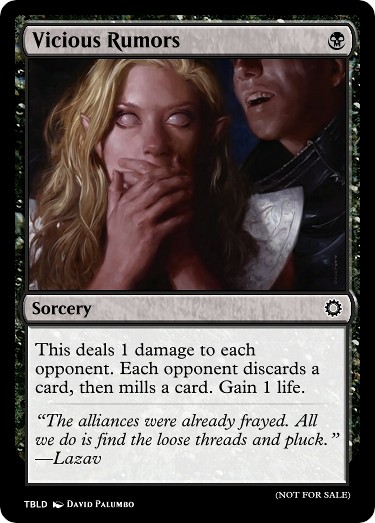 Vicious Rumors
Sorcery
This deals 1 damage to each
opponent. Each opponent discards a
card, then mills a card. Gain 1 life.
“The alliances were already frayed. All
we do is find the loose threads and pluck.”
—Lazav
TBLD DAVID PALUMBO
(NOT FOR SALE)